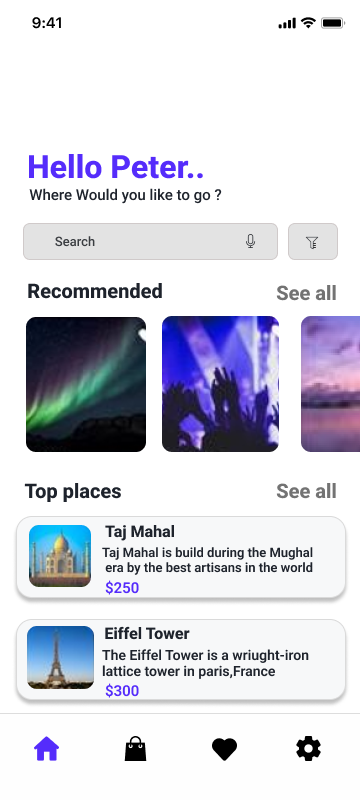 9:41
Hello Peter..
Where Would you like to go ?
Search
Recommended
See all
Top places
See all
Taj Mahal
Taj Mahal is build during the Mughal
era by the best artisans in the world
$250
Eiffel Tower
The Eiffel Tower is a wriught-iron
lattice tower in paris,France
$300